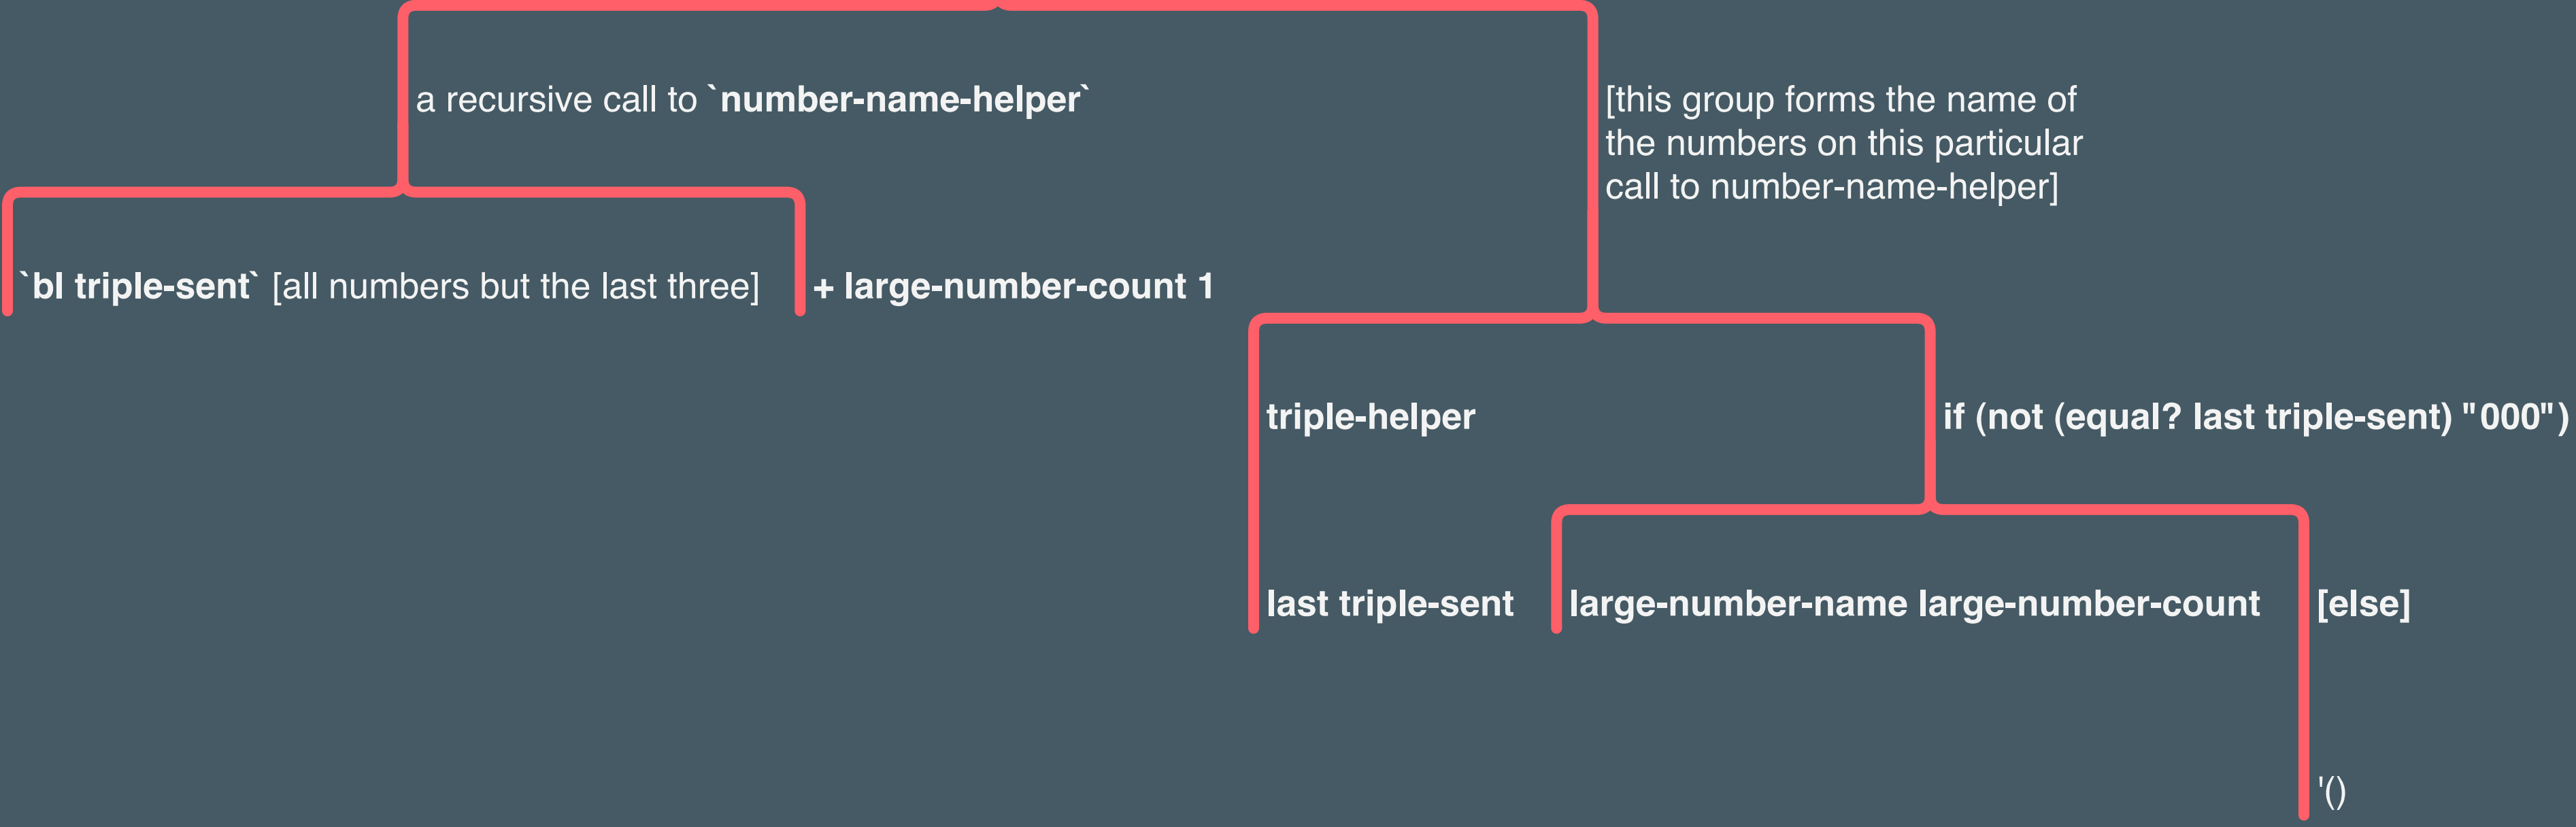 a recursive call to `number-name-helper`
[this group forms the name of
the numbers on this particular
call to number-name-helper]
`bl triple-sent` [all numbers but the last three]
+ large-number-count 1
triple-helper
if (not (equal? last triple-sent) "000")
last triple-sent
large-number-name large-number-count
[else]
'()